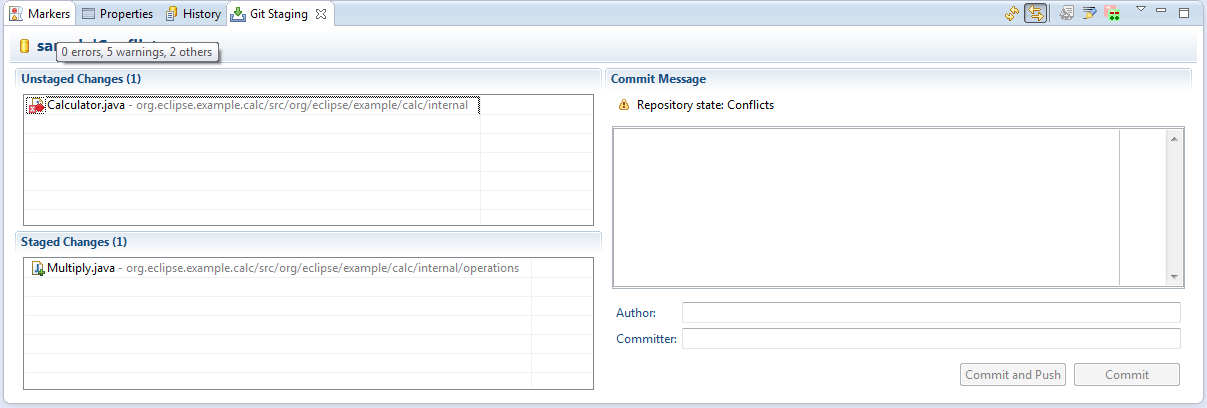 Markers Properties History Git Staging
0 errors, 5 warnings, 2 others
Unstaged Changes (1)
Calculator.java - org.eclipse.example.calc/src/org/eclipse/example/calc/internal
Staged Changes (1)
Multiply.java - org.eclipse.example.calc/src/org/eclipse/example/calc/internal/operations
Commit Message
Repository state: Conflicts
Author:
Committer:
Commit and Push Commit